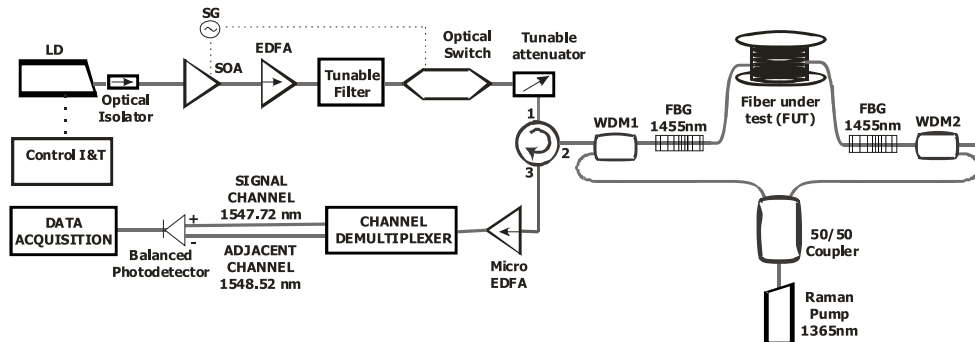 SG
LD
SOA
EDFA
Optical
Switch
Tunable
attenuator
Optical
Isolator
Tunable
Filter
Control I&T
1
2
3
WDM1
FBG
1455nm
Fiber under
test (FUT)
FBG
1455nm
WDM2
SIGNAL
CHANNEL
1547.72 nm
DATA
ACQUISITION
+
-
Balanced
Photodetector
ADJACENT
CHANNEL
1548.52 nm
CHANNEL
DEMULTIPLEXER
Micro
EDFA
50/50
Coupler
Raman
Pump
1365nm